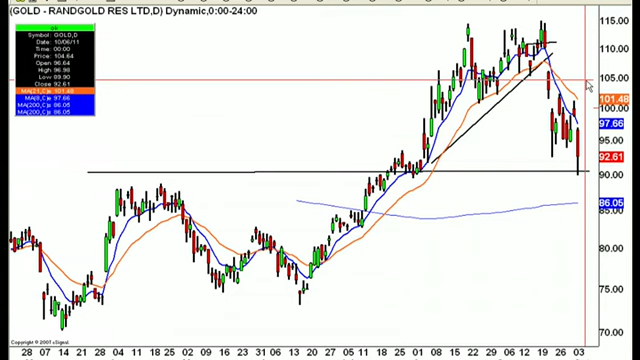 (GOLD - RANDGOLD RES LTD,D) Dynamic,0:00-24:00
Symbol: GOLD,D
Date: 10/06/11
Time: 00:00
Price: 104.64
Open: 96.64
High: 96.98
Low: 89.90
Close: 92.61
MA(21,C)= 101.48
MA(8,C)= 97.66
MA(200,C)= 86.05
MA(200,C)= 86.05
115.00
110.00
105.00
101.48
100.00
97.66
95.00
92.61
90.00
86.05
85.00
80.00
75.00
70.00
Copyright © 2007 eSignal
28 07 14 21 28 04 11 18 25 02 09 16 23 31 06 13 20 27 05 11 18 25 01 08 15 22 29 06 12 19 26 03